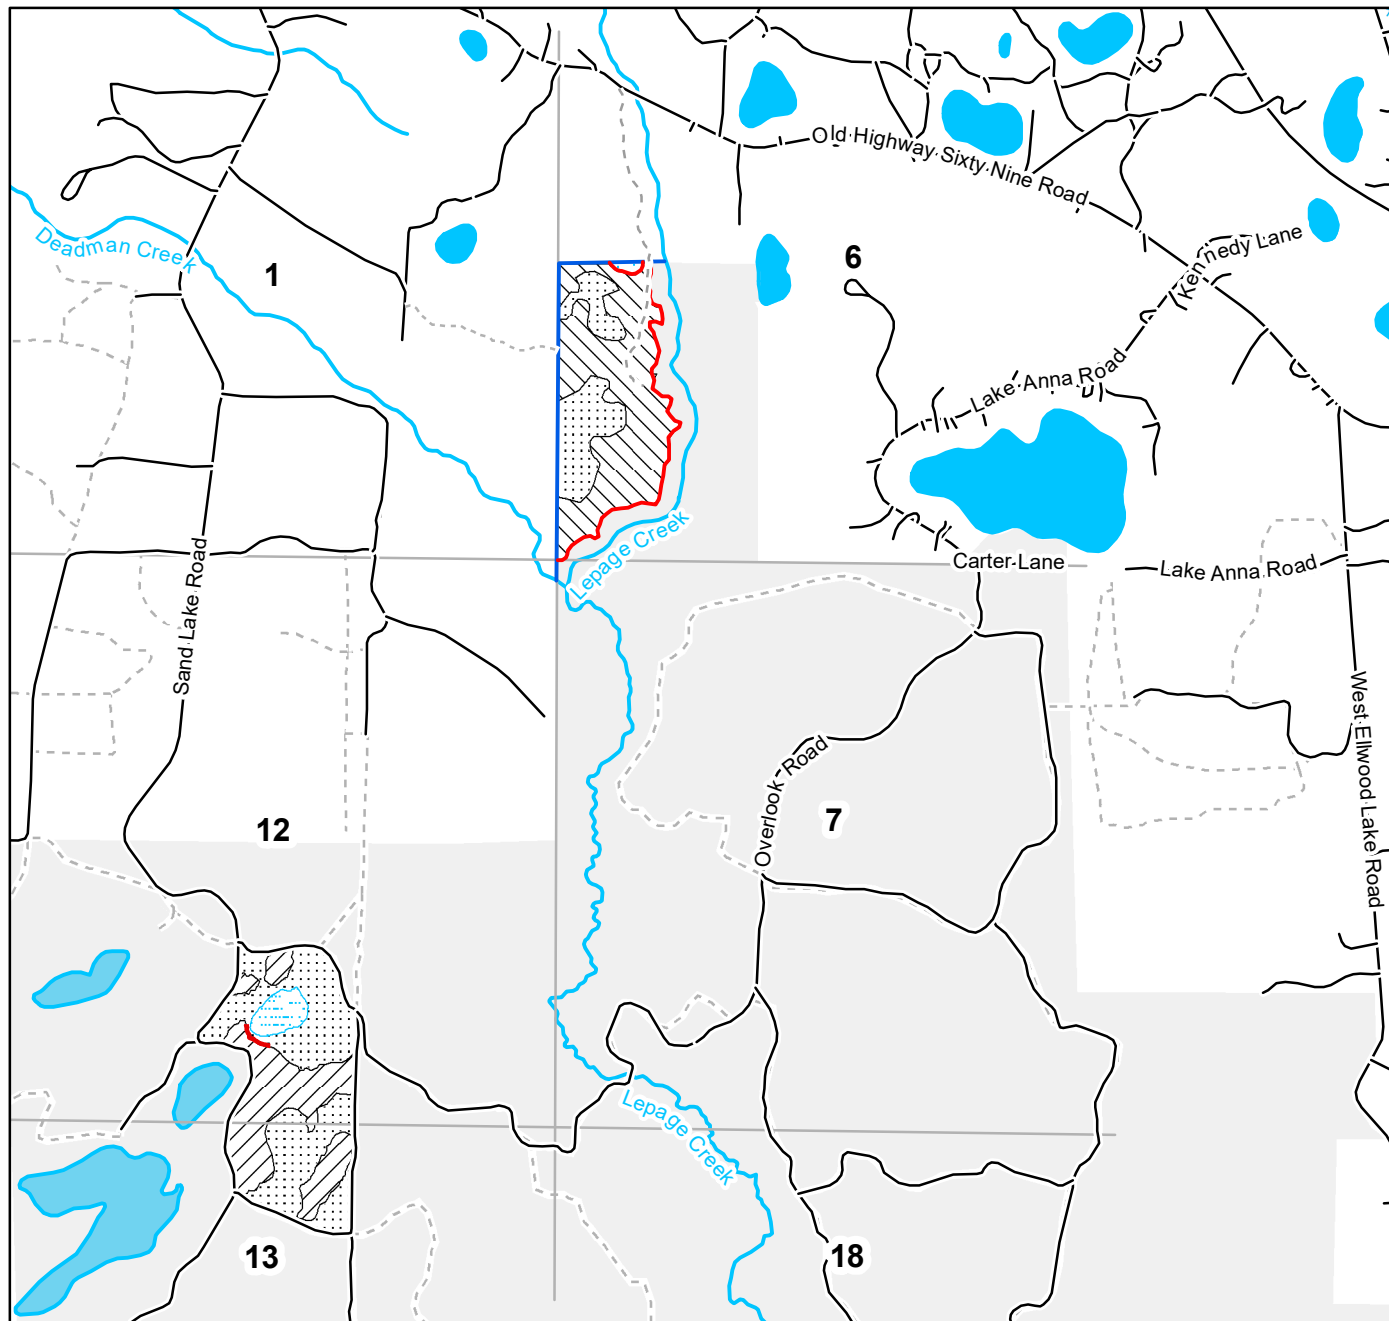 Old Highway Sixty Nine Road
Deadman Creek
1
6
Kennedy Lane
Lake Anna Road
Lepage Creek
Carter Lane
Lake Anna Road
Sand Lake Road
West Ellwood Lake Road
Overlook Road
12
7
Lepage Creek
13
18